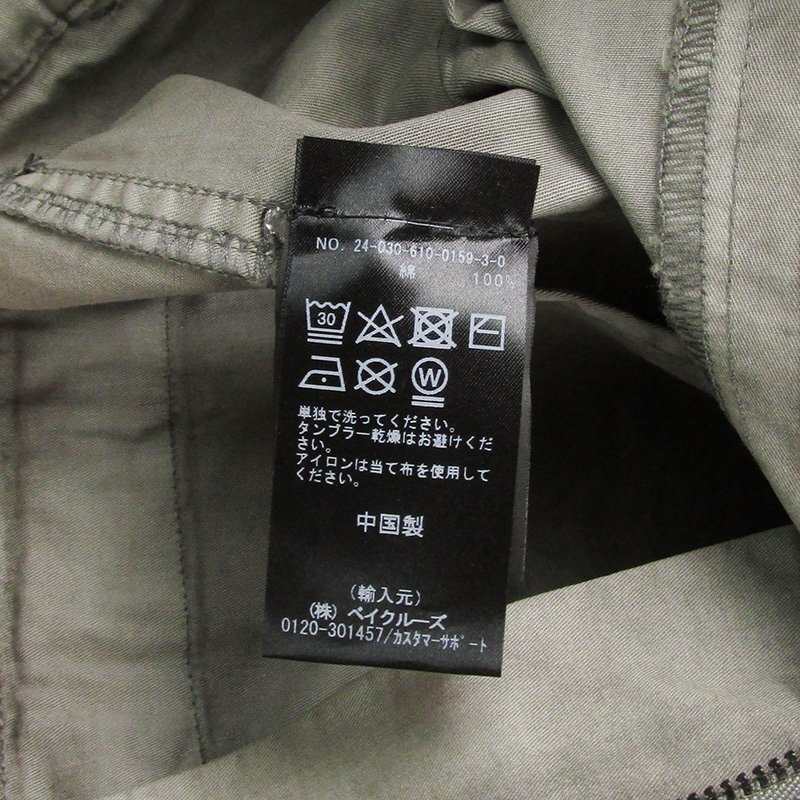 NO. 24-030-610-0159-3-0
綿 100%
30
W
単独で洗ってください。
タンブラー乾燥はお避けくだ
さい。
アイロンは当て布を使用して
ください。
中国製
(輸入元)
(株) ベイクルーズ
0120-301457/カスタマーサポート